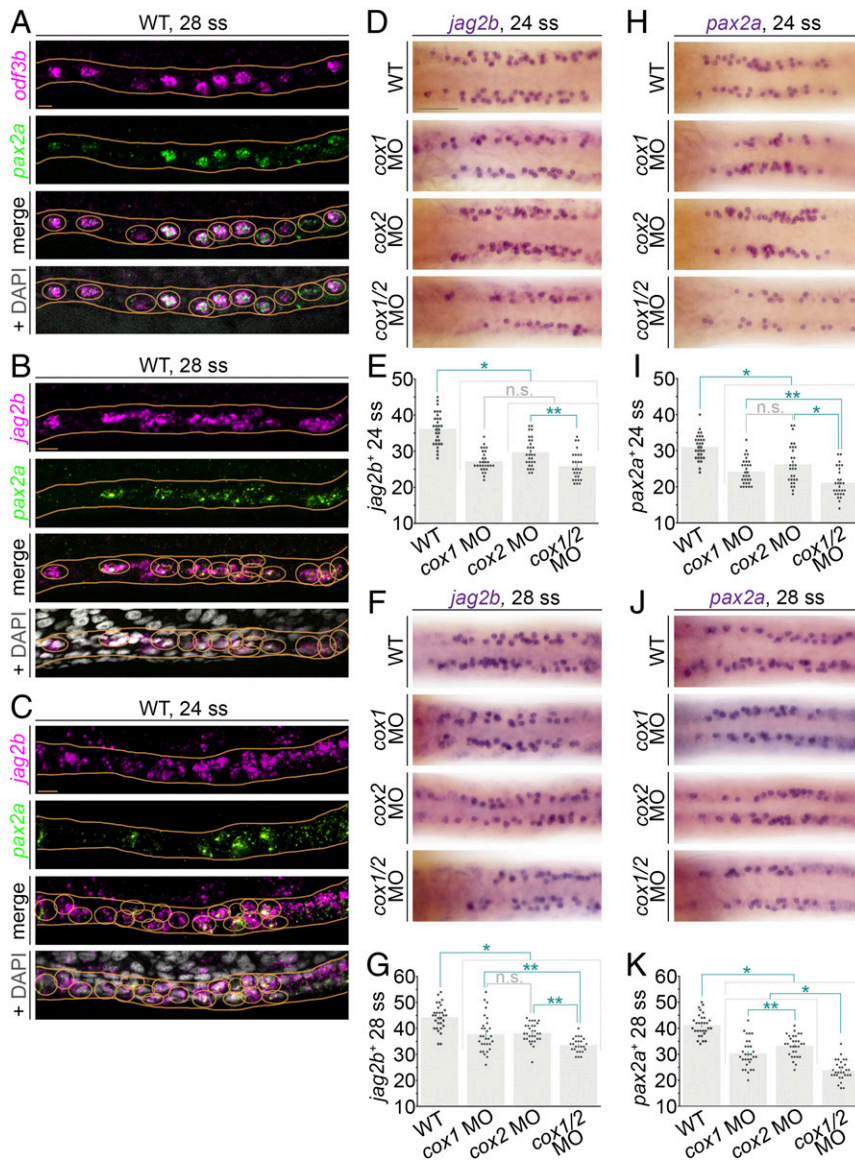 A
WT, 28 ss
odf3b
pax2a
merge
+ DAPI
B
WT, 28 ss
jag2b
pax2a
merge
+ DAPI
C
WT, 24 ss
jag2b
pax2a
merge
+ DAPI
D
jag2b, 24 ss
WT
cox1
MO
cox2
MO
cox1/2
MO
E
jag2b+ 24 ss
50
40
30
20
10
*
n.s.
**
WT
cox1 MO
cox2 MO
cox1/2
MO
F
jag2b, 28 ss
WT
cox1
MO
cox2
MO
cox1/2
MO
G
jag2b+ 28 ss
60
50
40
30
20
10
*
**
n.s.
**
WT
cox1 MO
cox2 MO
cox1/2
MO
H
pax2a, 24 ss
WT
cox1
MO
cox2
MO
cox1/2
MO
I
pax2a+ 24 ss
50
40
30
20
10
*
**
n.s.
*
WT
cox1 MO
cox2 MO
cox1/2
MO
J
pax2a, 28 ss
WT
cox1
MO
cox2
MO
cox1/2
MO
K
pax2a+ 28 ss
60
50
40
30
20
10
*
*
**
WT
cox1 MO
cox2 MO
cox1/2
MO